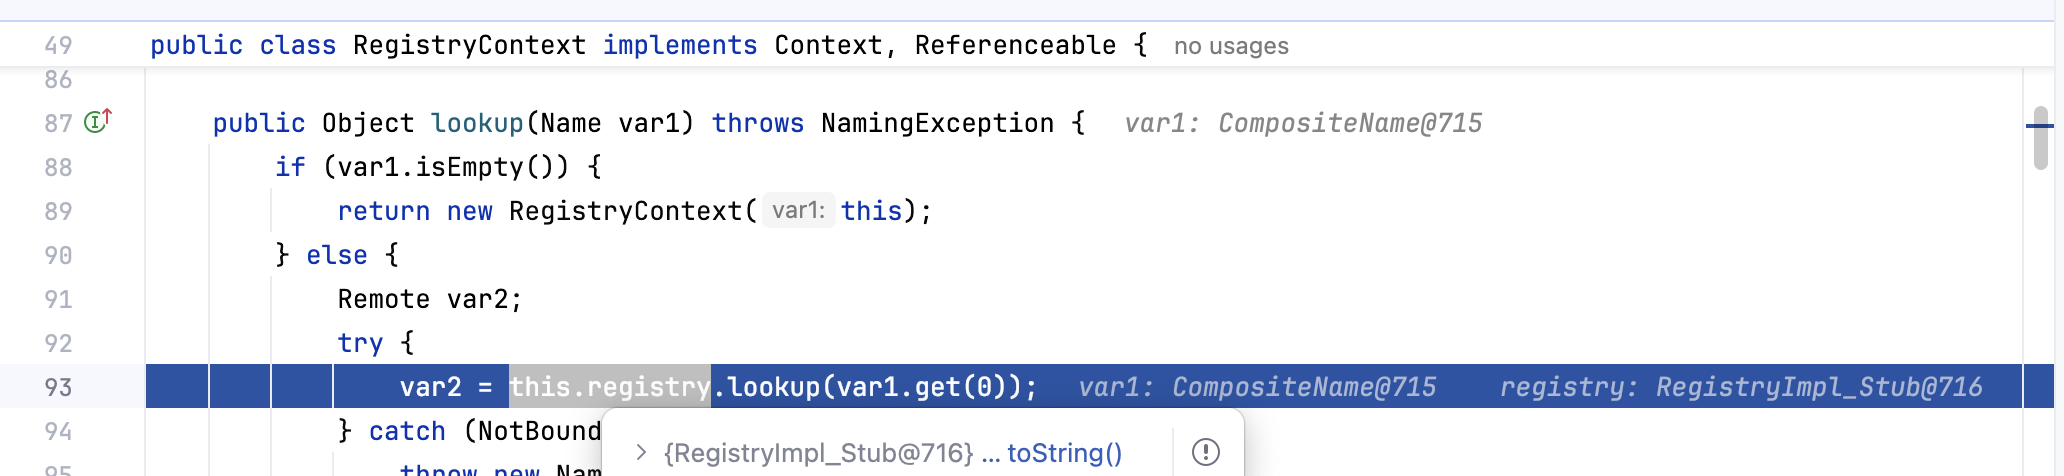 49 public class RegistryContext implements Context, Referenceable { no usages
86
87 public Object lookup(Name var1) throws NamingException { var1: CompositeName@715
88 if (var1.isEmpty()) {
89 return new RegistryContext( var1: this);
90 } else {
91 Remote var2;
92 try {
93 var2 = this.registry.lookup(var1.get(0)); var1: CompositeName@715 registry: RegistryImpl_Stub@716
94 } catch (NotBound
{RegistryImpl_Stub@716} ... toString()
95 throw new Nam